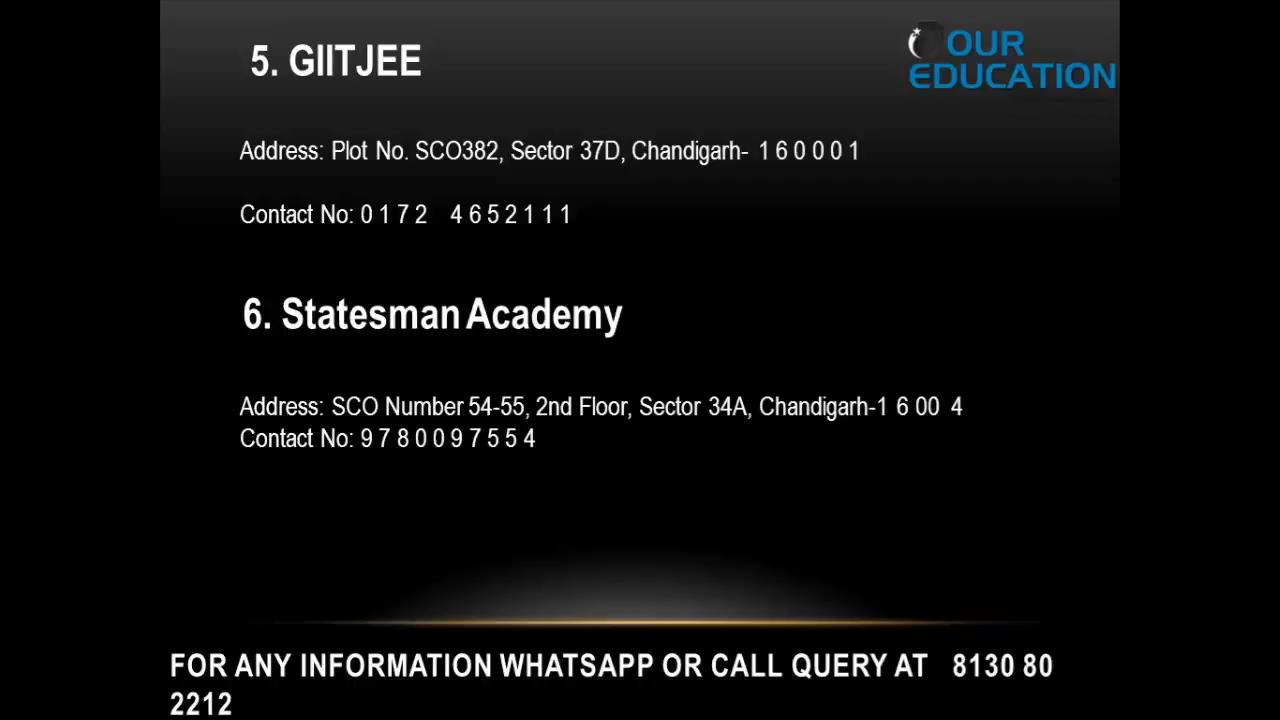 5. GIITJEE
OUR
EDUCATION
Address: Plot No. SCO382, Sector 37D, Chandigarh- 1 6 0 0 0 1
Contact No: 0 1 7 2 4 6 5 2 1 1 1
6. Statesman Academy
Address: SCO Number 54-55, 2nd Floor, Sector 34A, Chandigarh-1 6 00 4
Contact No: 9 7 8 0 0 9 7 5 5 4
FOR ANY INFORMATION WHATSAPP OR CALL QUERY AT 8130 80
2212